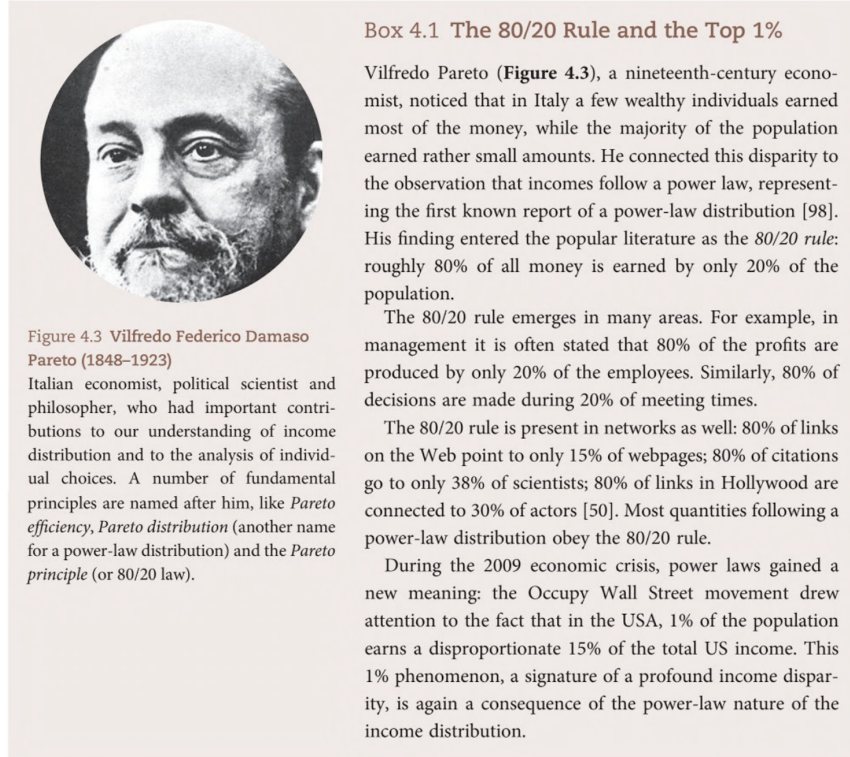 Box 4.1 The 80/20 Rule and the Top 1%
Vilfredo Pareto (Figure 4.3), a nineteenth-century econo-
mist, noticed that in Italy a few wealthy individuals earned
most of the money, while the majority of the population
earned rather small amounts. He connected this disparity to
the observation that incomes follow a power law, represent-
ing the first known report of a power-law distribution [98].
His finding entered the popular literature as the 80/20 rule:
roughly 80% of all money is earned by only 20% of the
population.
The 80/20 rule emerges in many areas. For example, in
management it is often stated that 80% of the profits are
produced by only 20% of the employees. Similarly, 80% of
decisions are made during 20% of meeting times.
The 80/20 rule is present in networks as well: 80% of links
on the Web point to only 15% of webpages; 80% of citations
go to only 38% of scientists; 80% of links in Hollywood are
connected to 30% of actors [50]. Most quantities following a
power-law distribution obey the 80/20 rule.
During the 2009 economic crisis, power laws gained a
new meaning: the Occupy Wall Street movement drew
attention to the fact that in the USA, 1% of the population
earns a disproportionate 15% of the total US income. This
1% phenomenon, a signature of a profound income dispar-
ity, is again a consequence of the power-law nature of the
income distribution.
Figure 4.3 Vilfredo Federico Damaso
Pareto (1848–1923)
Italian economist, political scientist and
philosopher, who had important contri-
butions to our understanding of income
distribution and to the analysis of individ-
ual choices. A number of fundamental
principles are named after him, like Pareto
efficiency, Pareto distribution (another name
for a power-law distribution) and the Pareto
principle (or 80/20 law).